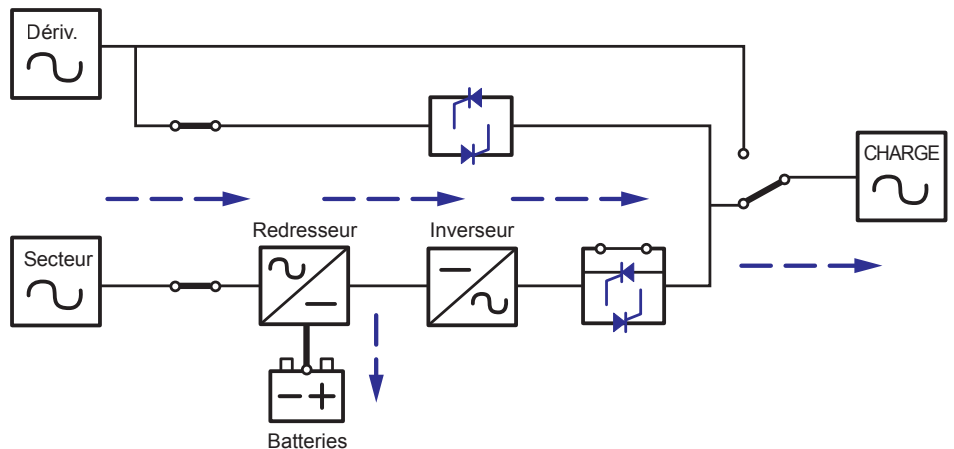 Dériv.
CHARGE
Redresseur
Inverseur
Secteur
Batteries